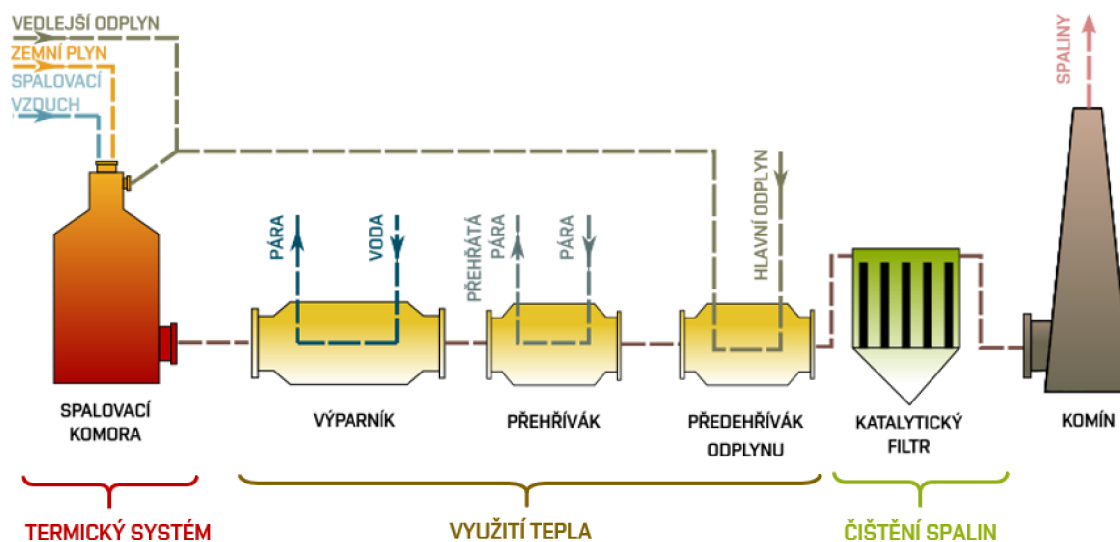 VEDLEJŠÍ ODPLYN
ZEMNÍ PLYN
SPALOVACÍ
VZDUCH
SPALINY
PÁRA
VODA
PŘEHŘÁTÁ
PÁRA
PÁRA
HLAVNÍ ODPLYN
SPALOVACÍ
KOMORA
VÝPARNÍK
PŘEHŘÍVÁK
PŘEDEHŘÍVÁK
ODPLYNU
KATALYTICKÝ
FILTR
KOMÍN
TERMICKÝ SYSTÉM
VYUŽITÍ TEPLA
ČIŠTĚNÍ SPALIN